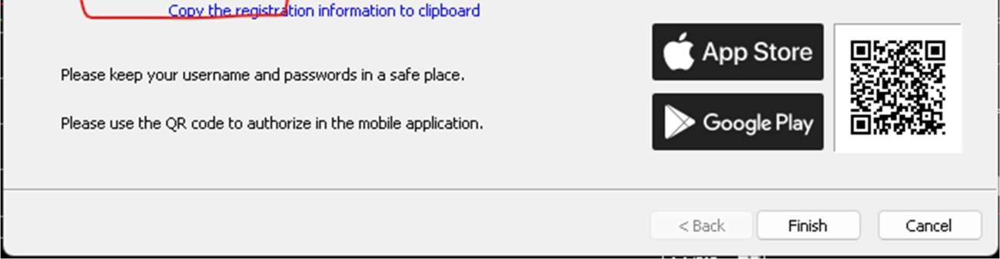 Copy the registration information to clipboard
App Store
Please keep your username and passwords in a safe place.
Google Play
Please use the QR code to authorize in the mobile application.
< Back
Finish
Cancel